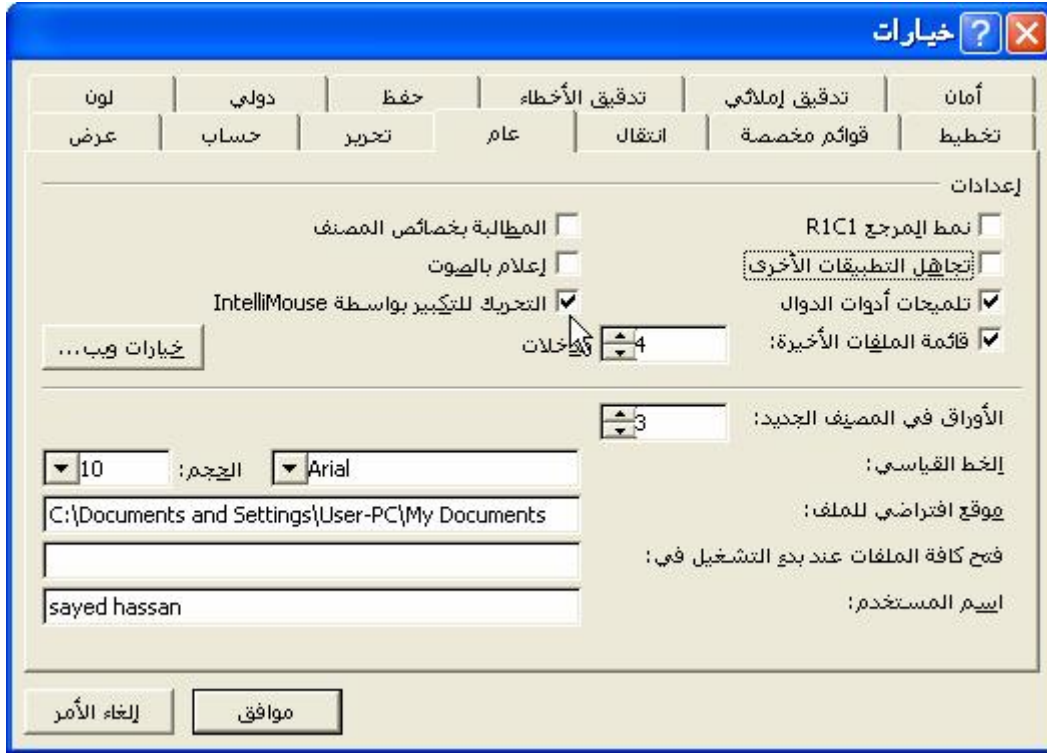 خيارات
أمان تدقيق إملائي تدقيق الأخطاء حفظ دولي لون
تخطيط قوائم مخصصة انتقال عام تحرير حساب عرض
إعدادات
نمط المرجع R1C1 المطالبة بخصائص المصنف
تجاهل التطبيقات الأخرى إعلام بالصوت
تلميحات أدوات الدوال التحريك للتكبير بواسطة IntelliMouse
قائمة الملفات الأخيرة: 4 خيارات ويب...
الأوراق في المصنف الجديد: 3
الخط القياسي: Arial الحجم: 10
موقع افتراضي للملف: C:\Documents and Settings\User-PC\My Documents
فتح كافة الملفات عند بدء التشغيل في:
اسم المستخدم: sayed hassan
موافق إلغاء الأمر